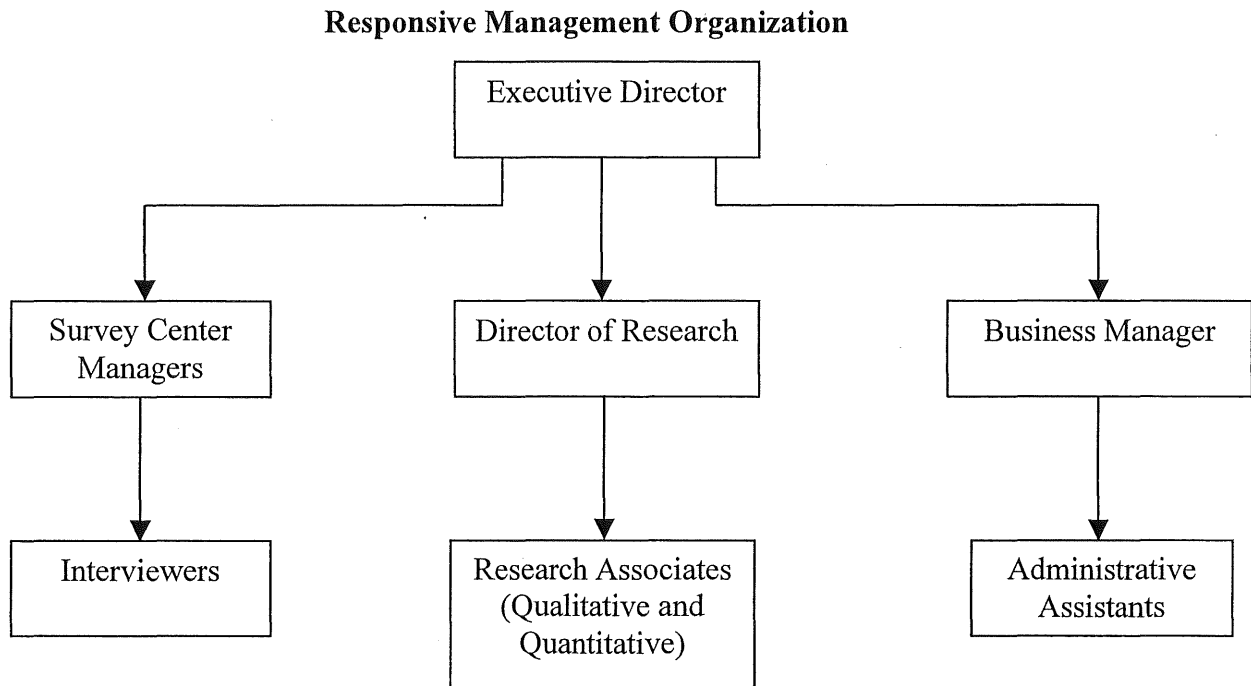 Responsive Management Organization
Executive Director
Survey Center
Managers
Director of Research
Business Manager
Interviewers
Research Associates
(Qualitative and
Quantitative)
Administrative
Assistants